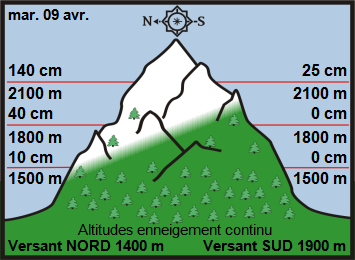 mar. 09 avr.
N S
140 cm 25 cm
2100 m 2100 m
40 cm 0 cm
1800 m 1800 m
10 cm 0 cm
1500 m 1500 m
Altitudes enneigement continu
Versant NORD 1400 m Versant SUD 1900 m